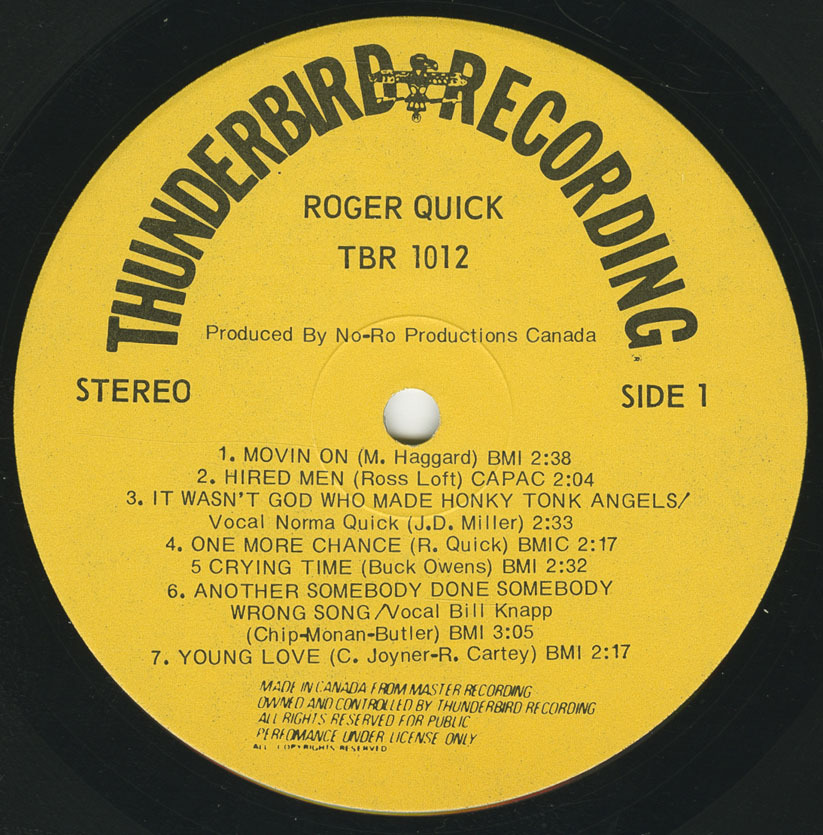 THUNDERBIRD RECORDING
ROGER QUICK
TBR 1012
Produced By No-Ro Productions Canada
STEREO
SIDE 1
1. MOVIN ON (M. Haggard) BMI 2:38
2. HIRED MEN (Ross Loft) CAPAC 2:04
3. IT WASN'T GOD WHO MADE HONKY TONK ANGELS/
Vocal Norma Quick (J.D. Miller) 2:33
4. ONE MORE CHANCE (R. Quick) BMIC 2:17
5 CRYING TIME (Buck Owens) BMI 2:32
6. ANOTHER SOMEBODY DONE SOMEBODY
WRONG SONG/Vocal Bill Knapp
(Chip-Monan-Butler) BMI 3:05
7. YOUNG LOVE (C. Joyner-R. Cartey) BMI 2:17
MADE IN CANADA FROM MASTER RECORDING
OWNED AND CONTROLLED BY THUNDERBIRD RECORDING
ALL RIGHTS RESERVED FOR PUBLIC
PERFOMANCE UNDER LICENSE ONLY
ALL COPYRIGHTS RESERVED